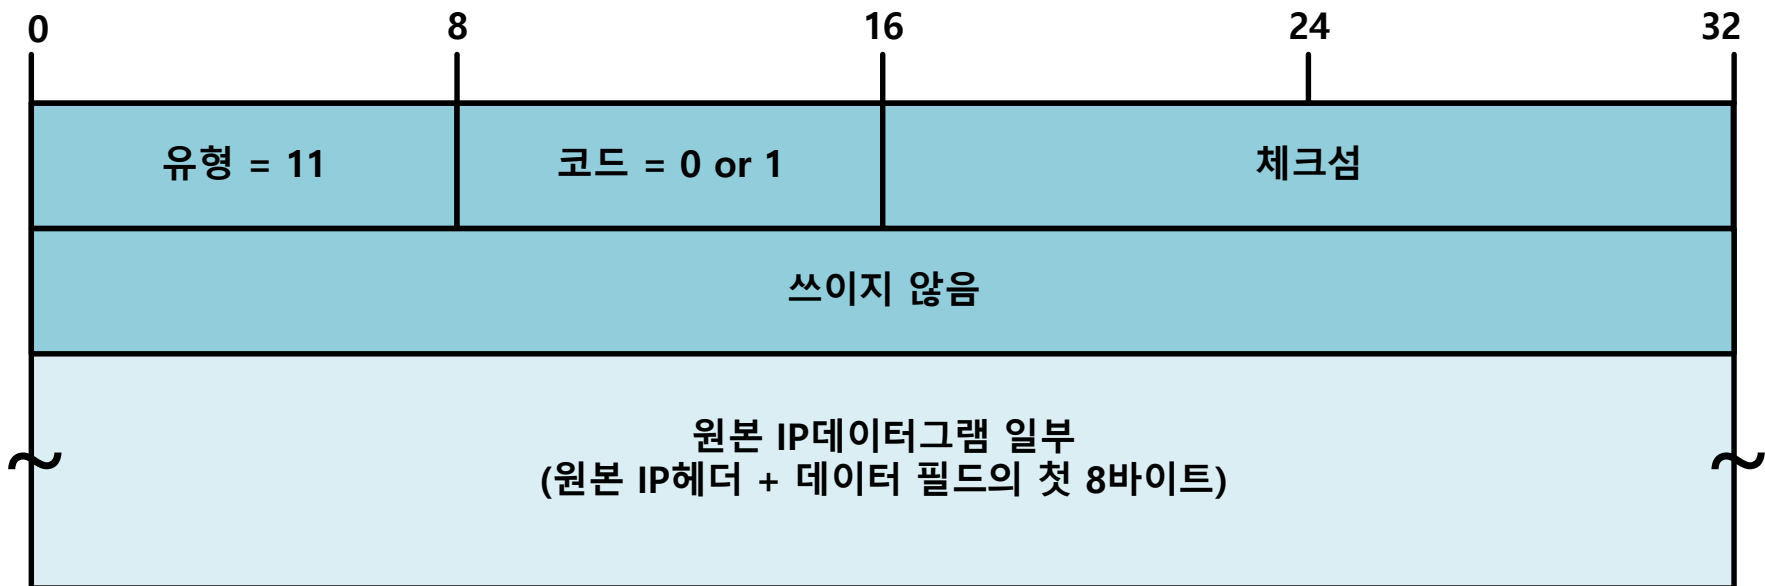 0 8 16 24 32
유형 = 11 코드 = 0 or 1 체크섬
쓰이지 않음
원본 IP데이터그램 일부
~ ~
(원본 IP헤더 + 데이터 필드의 첫 8바이트)